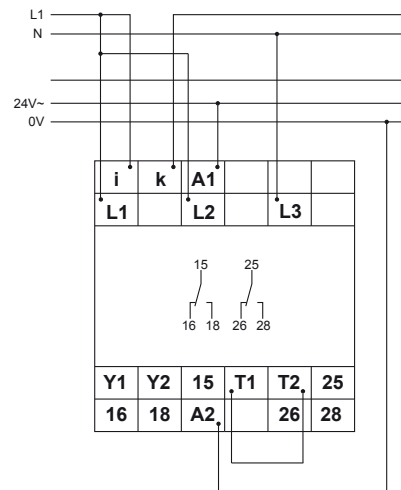 L1
N
24V~
0V
i k A1
L1 L2 L3
15 25
16 18 26 28
Y1 Y2 15 T1 T2 25
16 18 A2 26 28